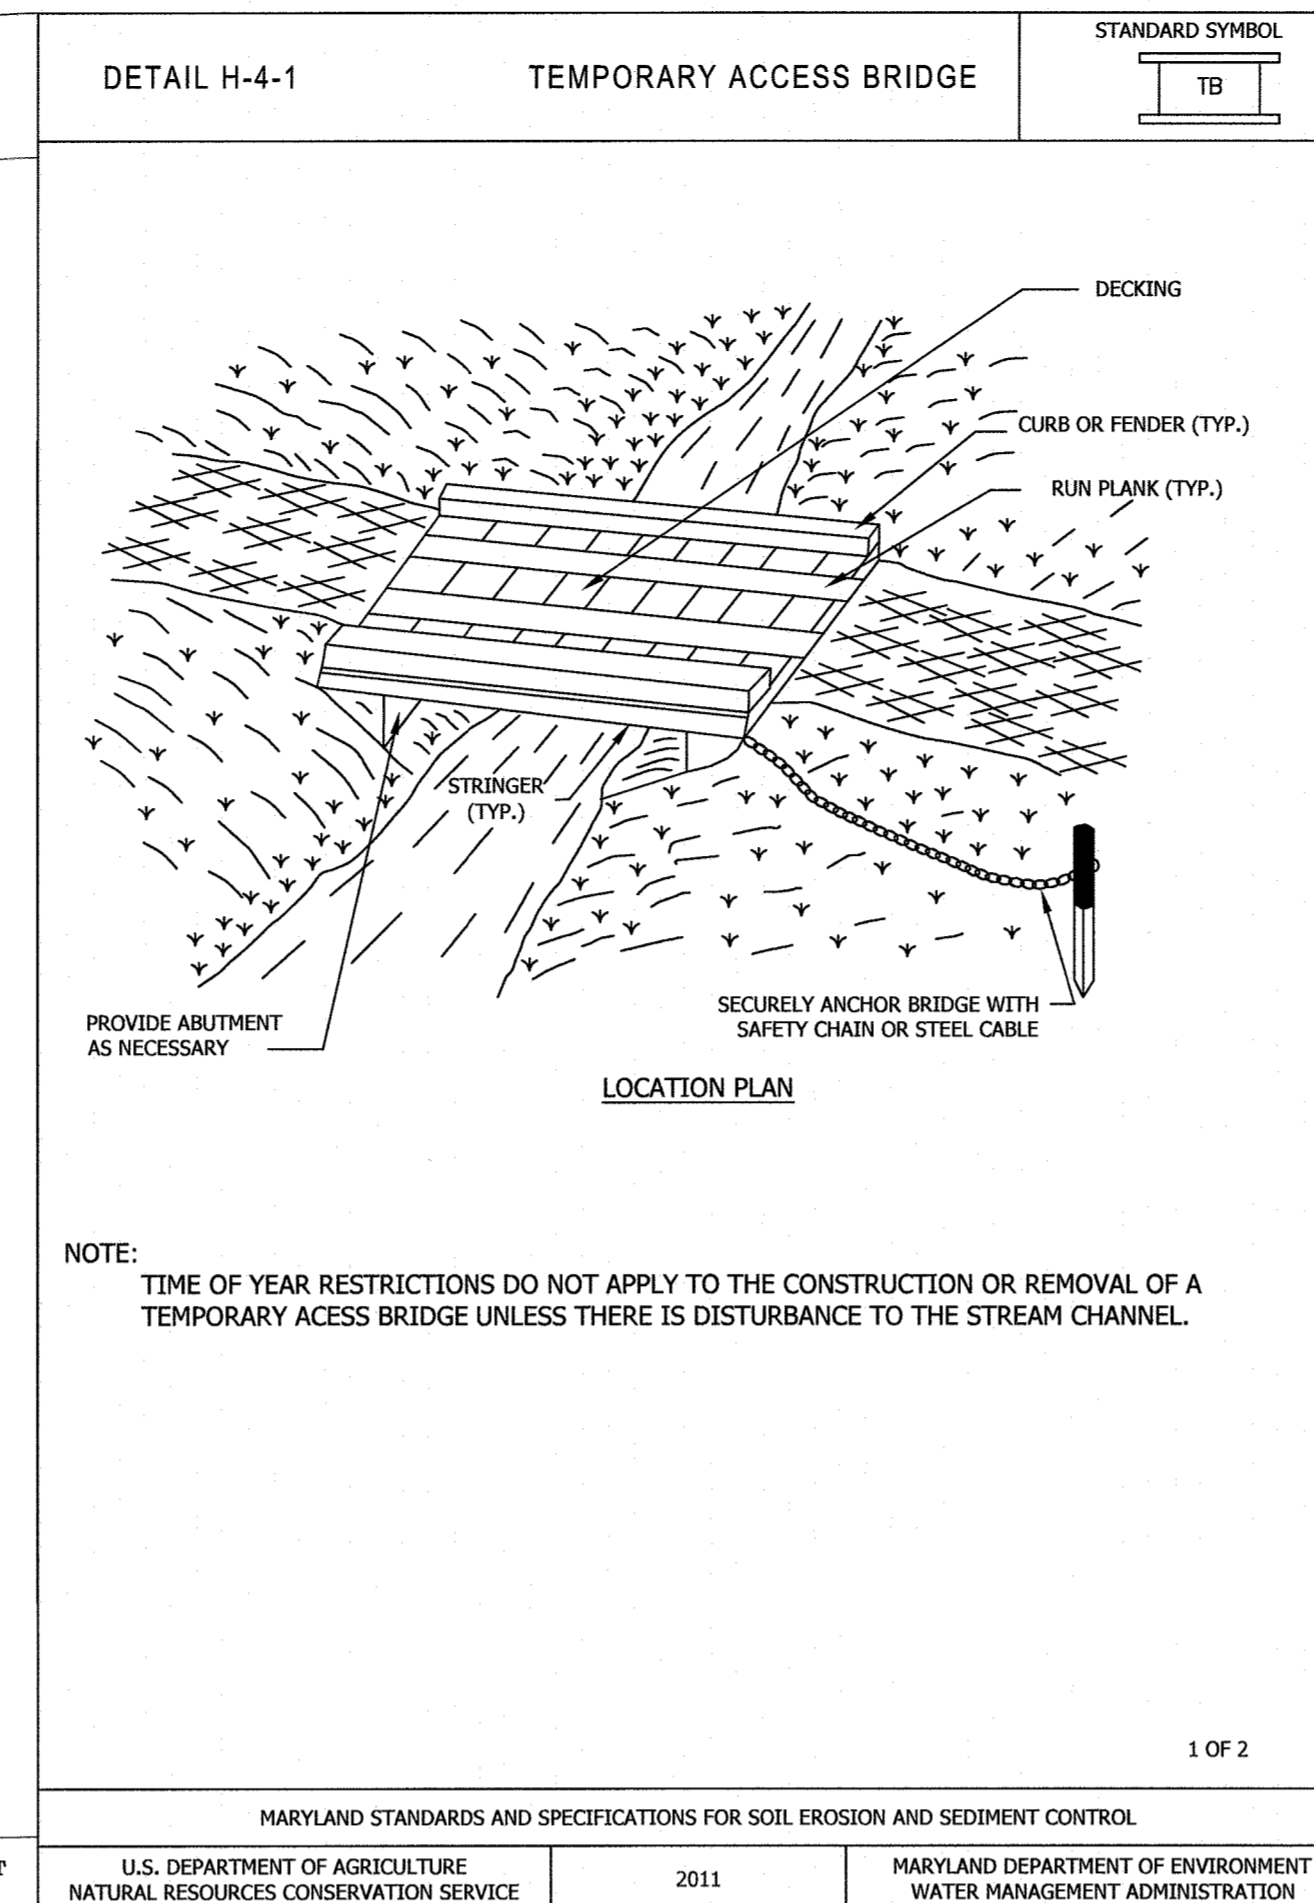 DETAIL H-4-1
TEMPORARY ACCESS BRIDGE
STANDARD SYMBOL
TB
DECKING
CURB OR FENDER (TYP.)
RUN PLANK (TYP.)
STRINGER
(TYP.)
PROVIDE ABUTMENT
AS NECESSARY
SECURELY ANCHOR BRIDGE WITH
SAFETY CHAIN OR STEEL CABLE
LOCATION PLAN
NOTE:
TIME OF YEAR RESTRICTIONS DO NOT APPLY TO THE CONSTRUCTION OR REMOVAL OF A
TEMPORARY ACESS BRIDGE UNLESS THERE IS DISTURBANCE TO THE STREAM CHANNEL.
1 OF 2
MARYLAND STANDARDS AND SPECIFICATIONS FOR SOIL EROSION AND SEDIMENT CONTROL
U.S. DEPARTMENT OF AGRICULTURE
NATURAL RESOURCES CONSERVATION SERVICE
2011
MARYLAND DEPARTMENT OF ENVIRONMENT
WATER MANAGEMENT ADMINISTRATION